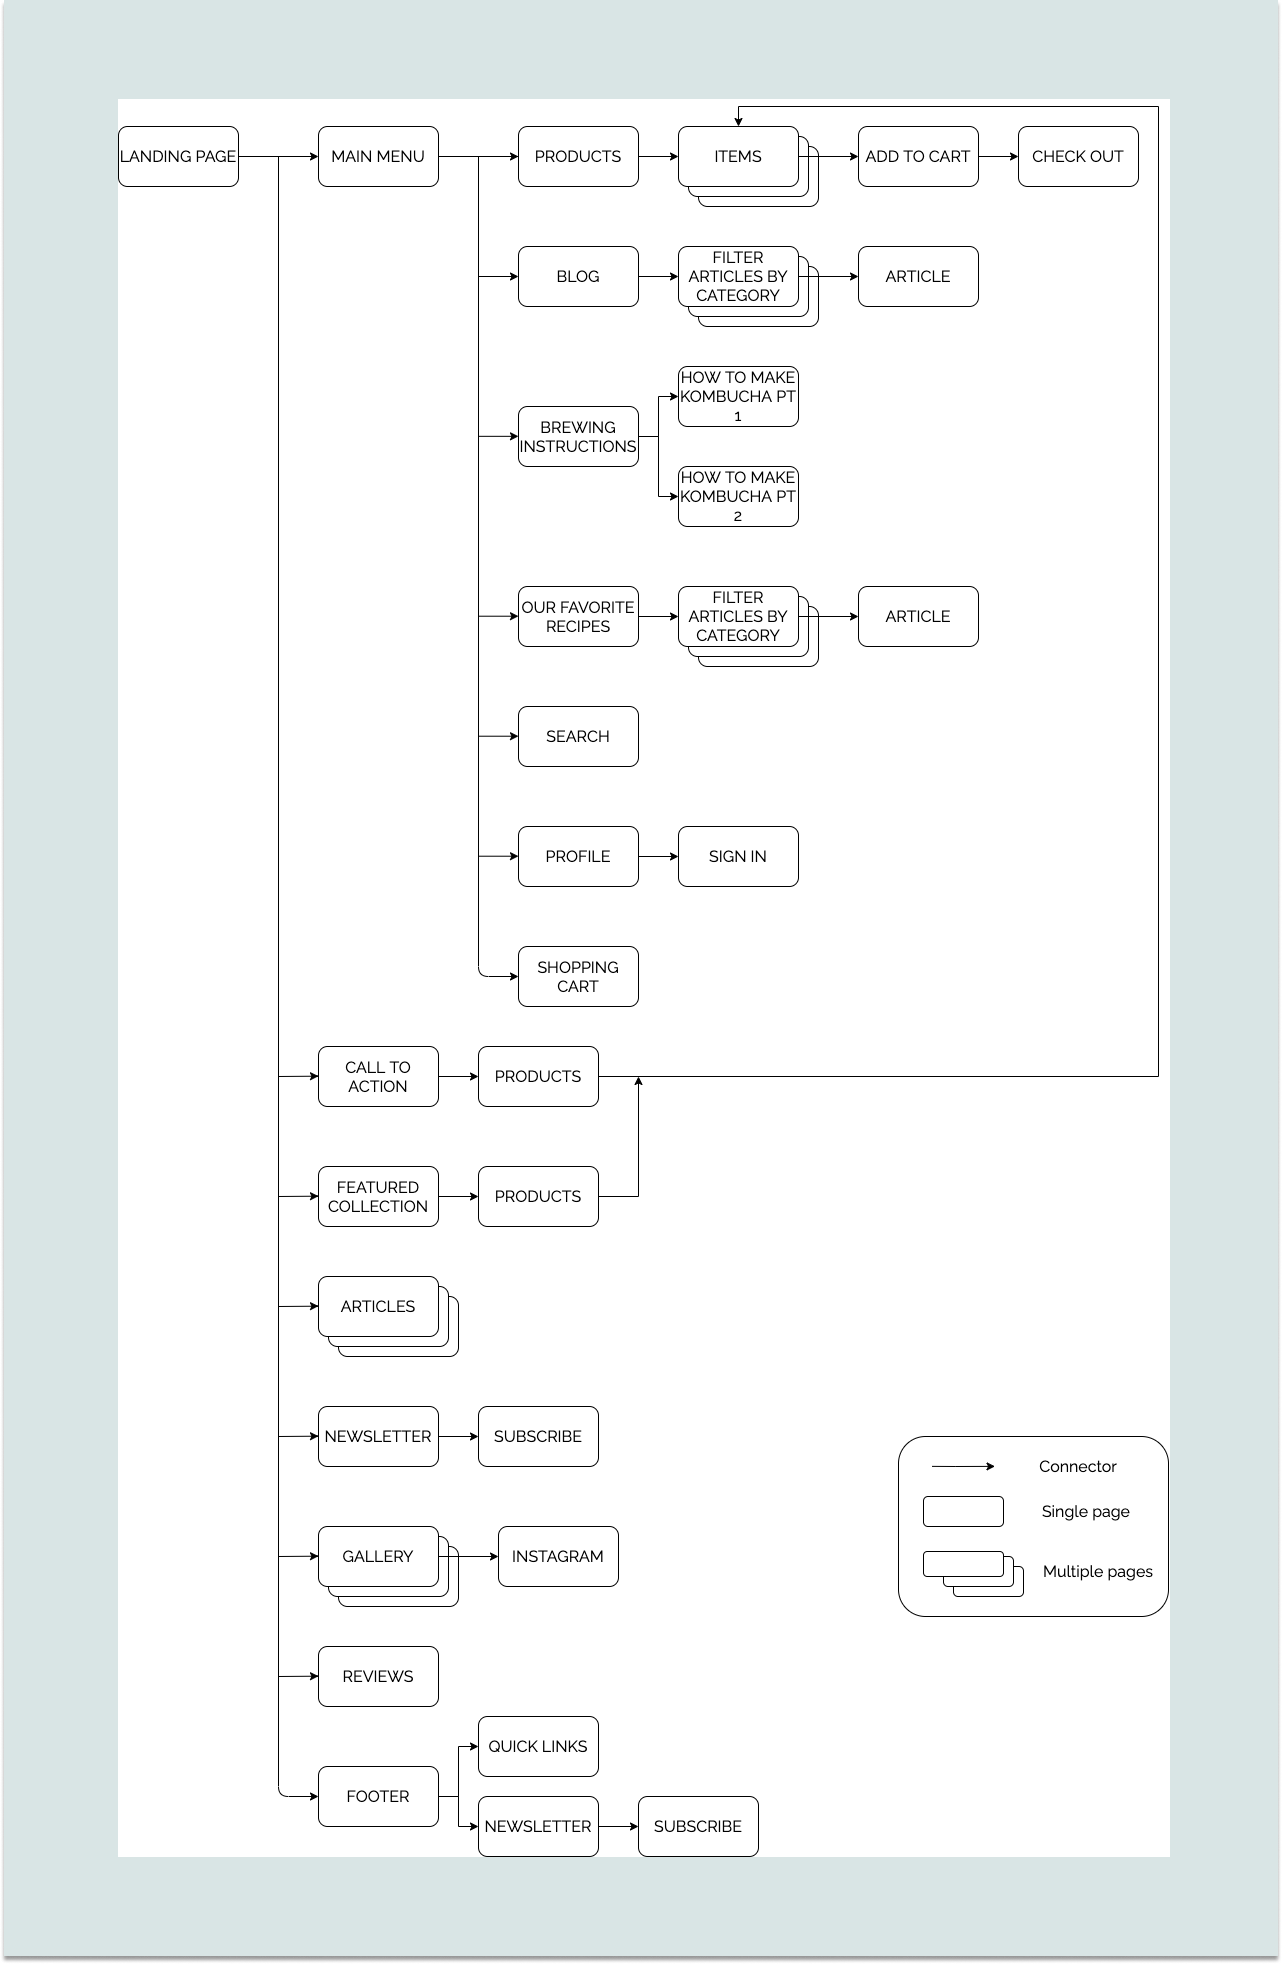 LANDING PAGE
MAIN MENU
PRODUCTS
ITEMS
ADD TO CART
CHECK OUT
BLOG
FILTER
ARTICLES BY
CATEGORY
ARTICLE
BREWING
INSTRUCTIONS
HOW TO MAKE
KOMBUCHA PT
1
HOW TO MAKE
KOMBUCHA PT
2
OUR FAVORITE
RECIPES
FILTER
ARTICLES BY
CATEGORY
ARTICLE
SEARCH
PROFILE
SIGN IN
SHOPPING
CART
CALL TO
ACTION
PRODUCTS
FEATURED
COLLECTION
PRODUCTS
ARTICLES
NEWSLETTER
SUBSCRIBE
GALLERY
INSTAGRAM
REVIEWS
FOOTER
QUICK LINKS
NEWSLETTER
SUBSCRIBE
Connector
Single page
Multiple pages